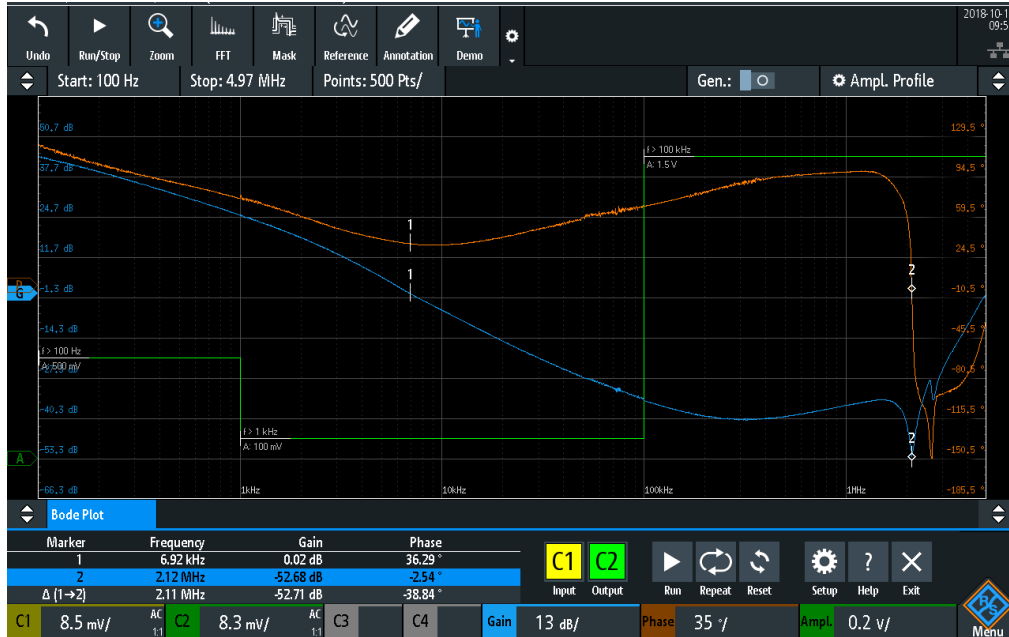 2018-10-1
09:5
Undo Run/Stop Zoom FFT Mask Reference Annotation Demo
Start: 100 Hz Stop: 4.97 MHz Points: 500 Pts/ Gen.: Ampl. Profile
50,7 dB 129,5 °
f > 100 kHz
A: 1.5 V
37,7 dB 94,5 °
24,7 dB 59,5 °
1
11,7 dB 24,5 °
2
1
G -1,3 dB -10,5 °
-14,3 dB -45,5 °
f > 100 Hz
A: 500 mV
-80,5 °
-40,3 dB -115,5 °
f > 1 kHz
A: 100 mV
2
A -53,3 dB -150,5 °
-66,3 dB 1kHz 10kHz 100kHz 1MHz -185,5 °
Bode Plot
Marker Frequency Gain Phase
1 6.92 kHz 0.02 dB 36.29 °
2 2.12 MHz -52.68 dB -2.54 °
Δ (1→2) 2.11 MHz -52.71 dB -38.84 °
C1 C2
Input Output Run Repeat Reset Setup Help Exit
C1 8.5 mV/ AC 1:1 C2 8.3 mV/ AC 1:1 C3 C4 Gain 13 dB/ Phase 35 °/ Ampl. 0.2 V/ Menu
R&S